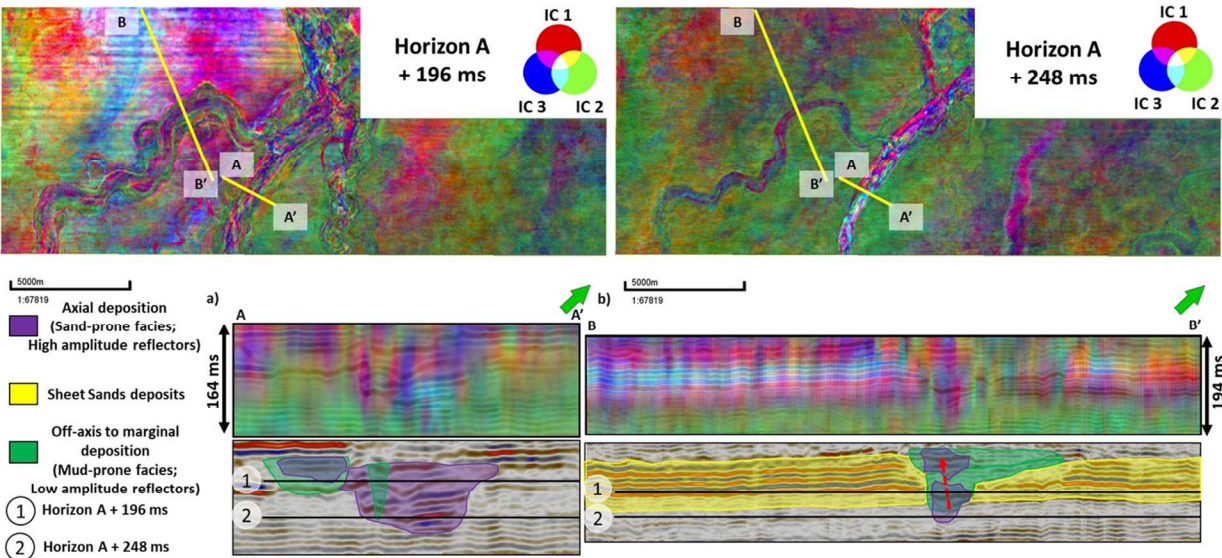 B
A
B'
A'
Horizon A
+ 196 ms
IC 1
IC 3
IC 2
B
A
B'
A'
Horizon A
+ 248 ms
IC 1
IC 3
IC 2
5000m
1:67819
Axial deposition
(Sand-prone facies;
High amplitude reflectors)
Sheet Sands deposits
Off-axis to marginal
deposition
(Mud-prone facies;
Low amplitude reflectors)
1 Horizon A + 196 ms
2 Horizon A + 248 ms
a)
A
A'
164 ms
1
2
5000m
1:67819
b)
B
B'
194 ms
1
2